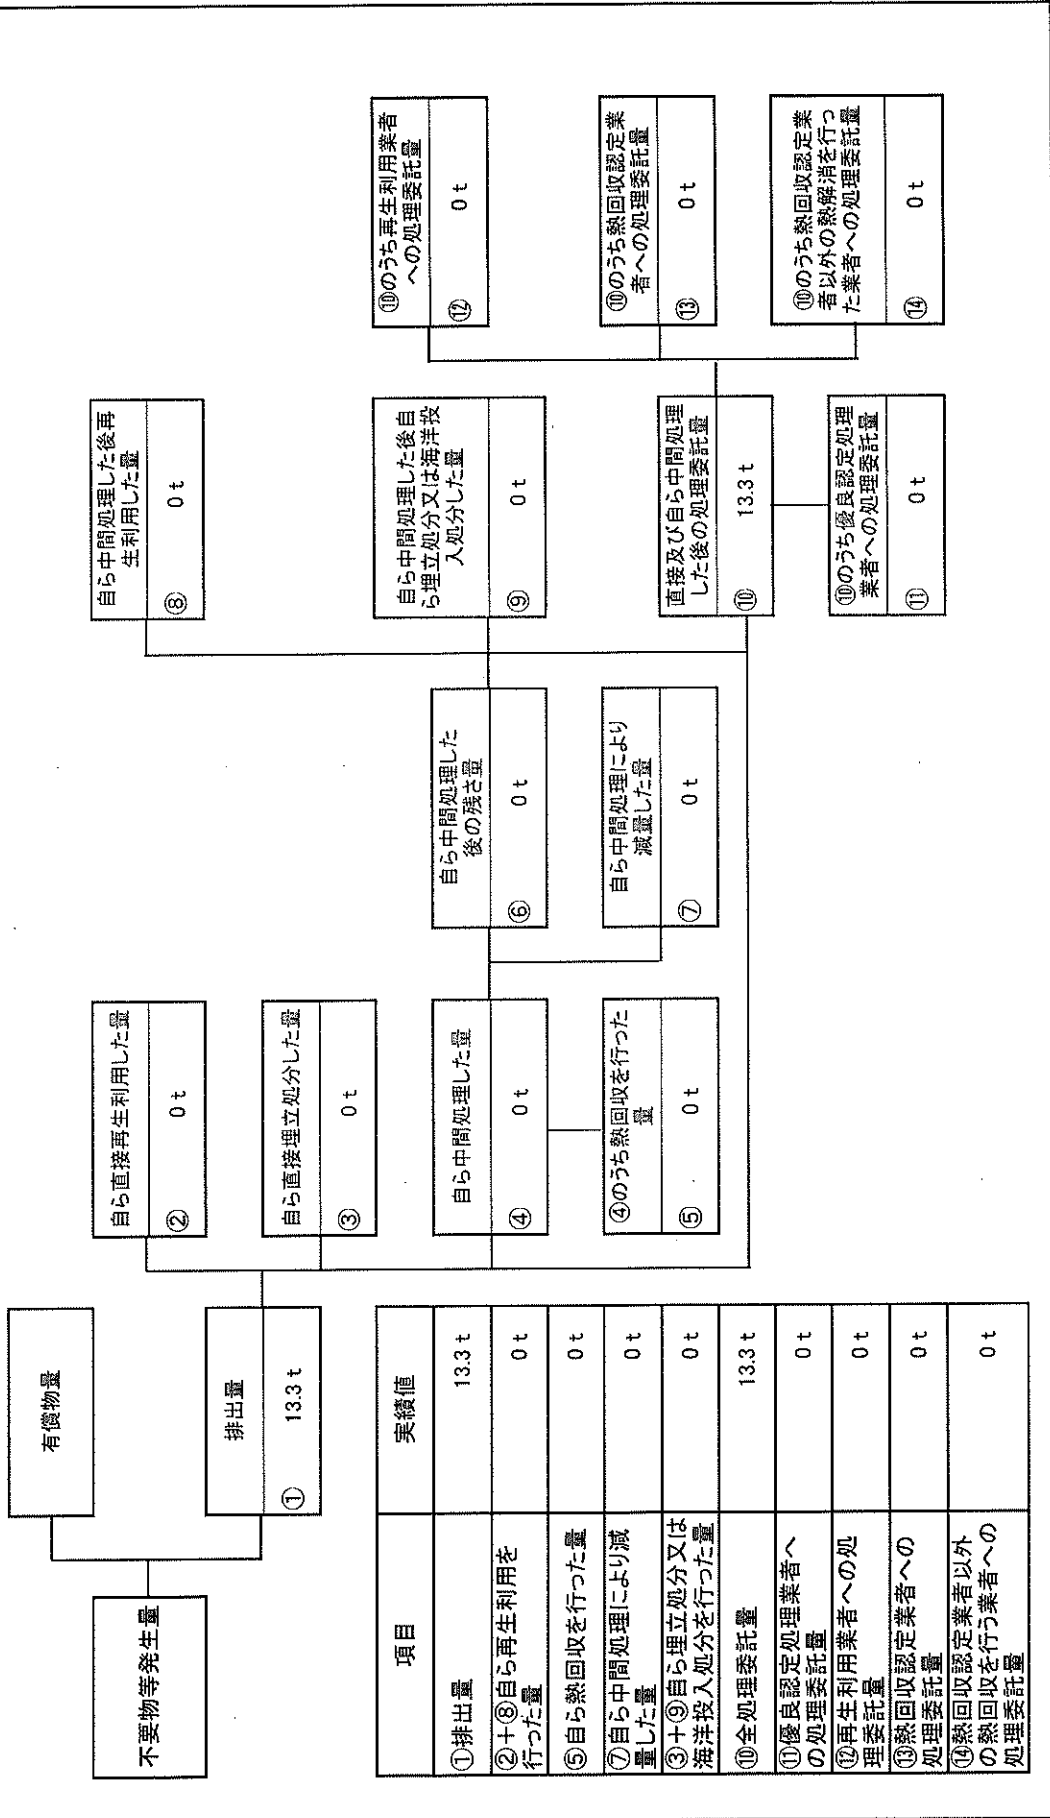 不要物等発生量
有償物量
排出量
① 13.3 t
自ら直接再生利用した量
② 0 t
自ら直接埋立処分した量
③ 0 t
自ら中間処理した量
④ 0 t
④のうち熱回収を行った
量
⑤ 0 t
自ら中間処理した
後の残さ量
⑥ 0 t
自ら中間処理により
減量した量
⑦ 0 t
自ら中間処理した後再
生利用した量
⑧ 0 t
自ら中間処理した後自
ら埋立処分又は海洋投
入処分した量
⑨ 0 t
直接及び自ら中間処理
した後の処理委託量
⑩ 13.3 t
⑩のうち優良認定処理
業者への処理委託量
⑪ 0 t
⑩のうち再生利用業者
への処理委託量
⑫ 0 t
⑩のうち熱回収認定業
者への処理委託量
⑬ 0 t
⑩のうち熱回収認定業
者以外の熱解消を行っ
た業者への処理委託量
⑭ 0 t
項目 実績値
①排出量 13.3 t
②+⑧自ら再生利用を
行った量 0 t
⑤自ら熱回収を行った量 0 t
⑦自ら中間処理により減
量した量 0 t
③+⑨自ら埋立処分又は
海洋投入処分を行った量 0 t
⑩全処理委託量 13.3 t
⑪優良認定処理業者へ
の処理委託量 0 t
⑫再生利用業者への処
理委託量 0 t
⑬熱回収認定業者への
処理委託量 0 t
⑭熱回収認定業者以外
の熱回収を行う業者への
処理委託量 0 t